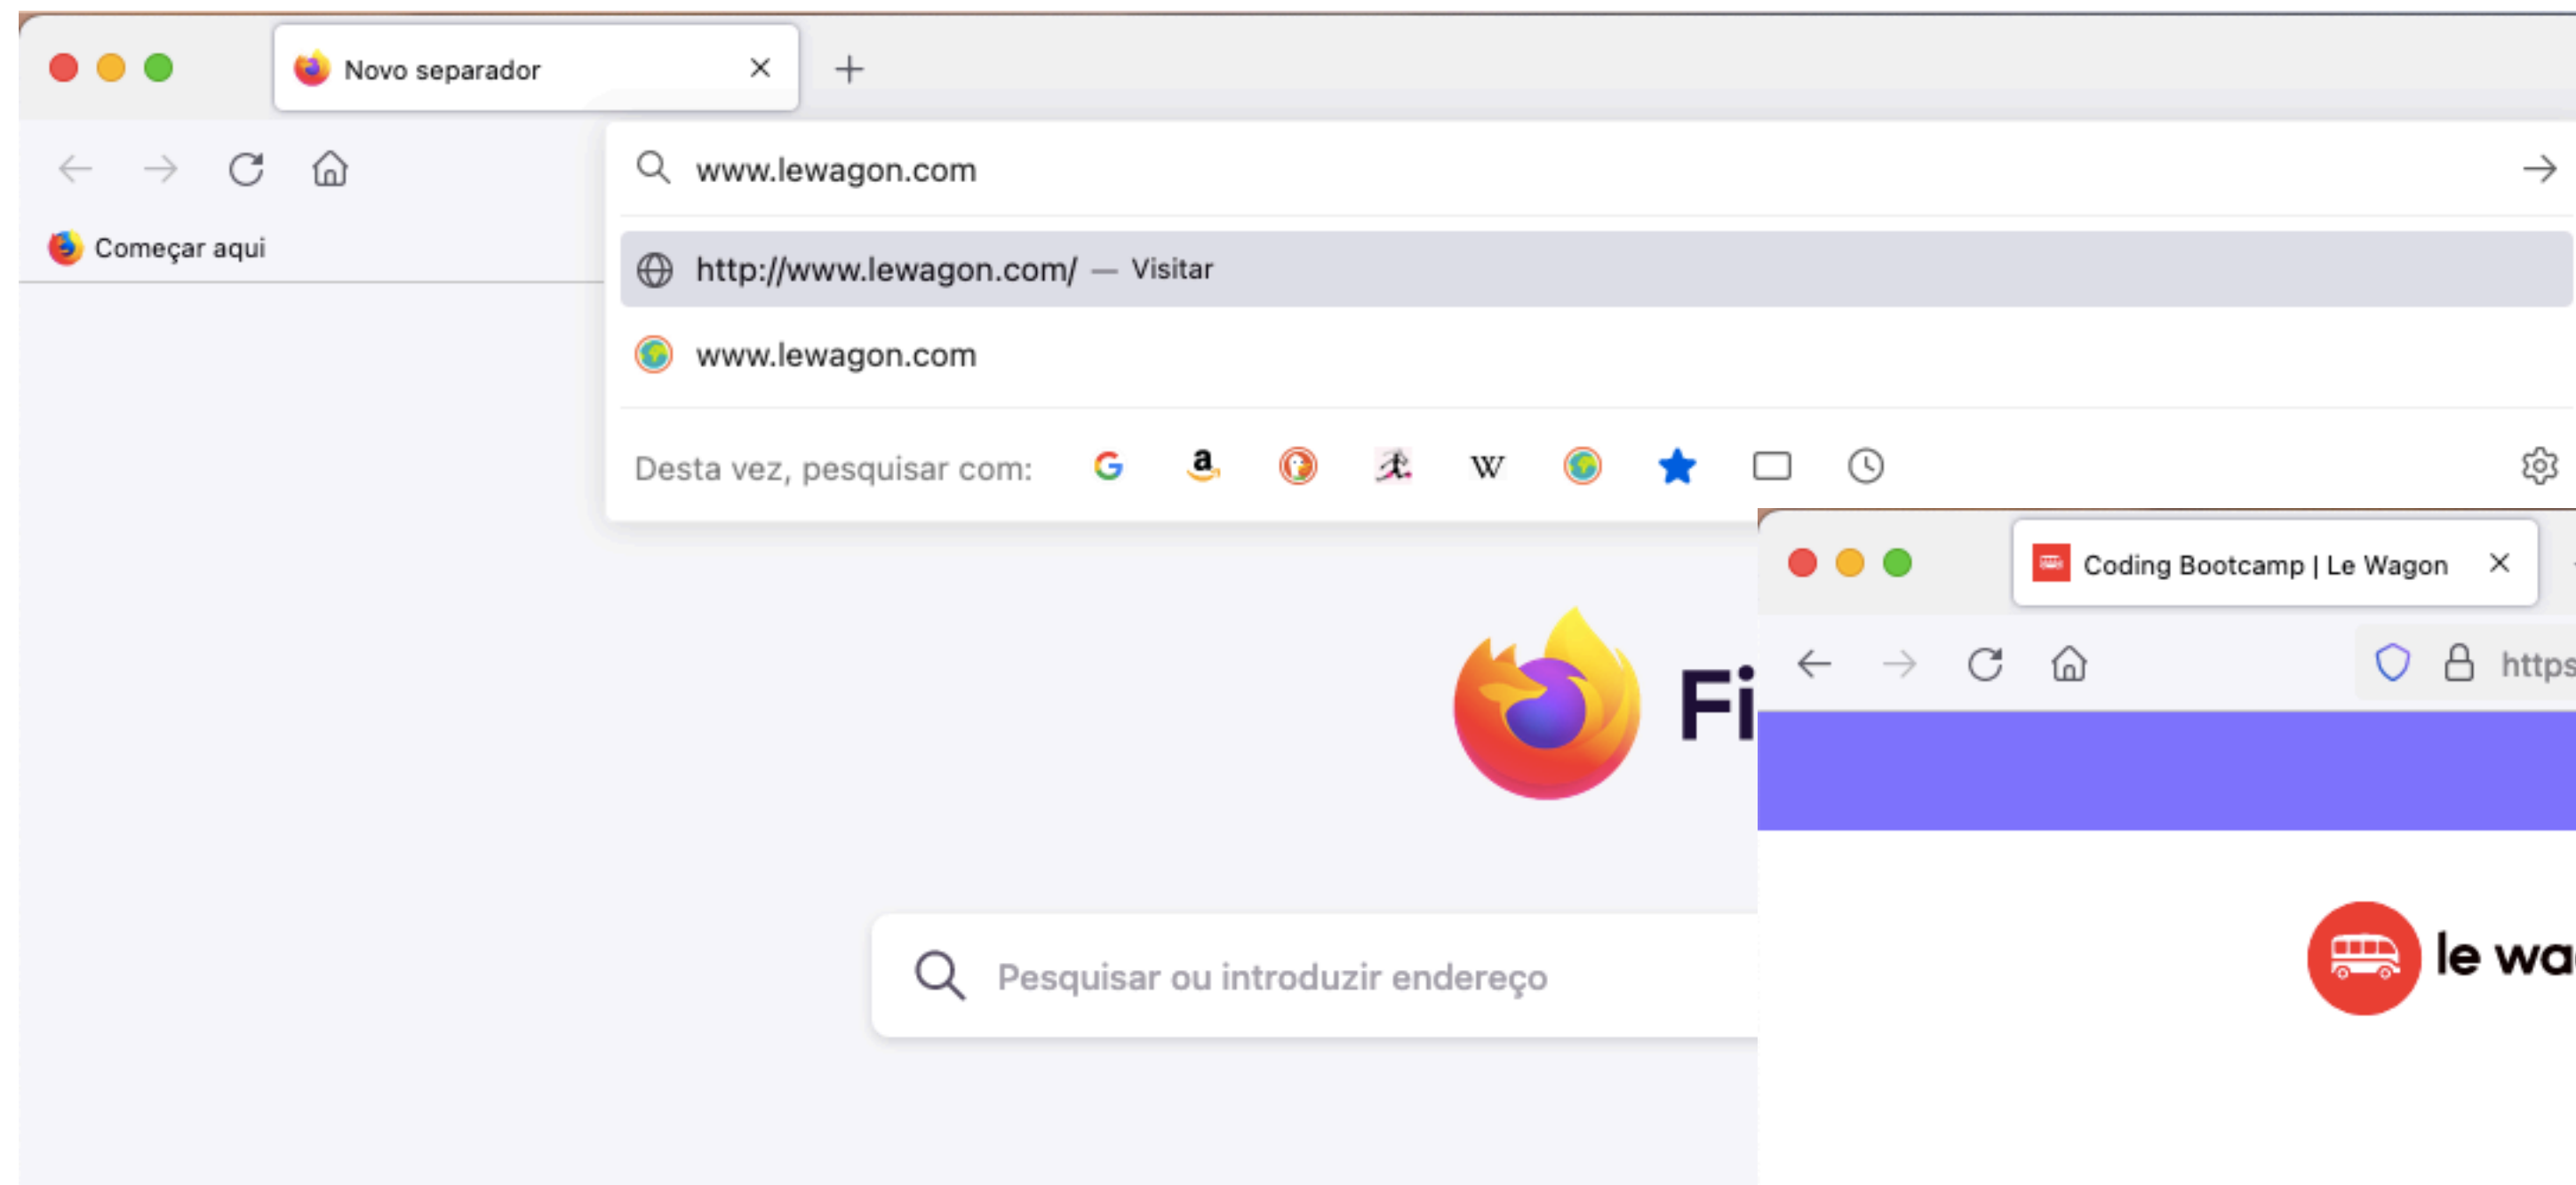 Novo separador
www.lewagon.com
Começar aqui
http://www.lewagon.com/ — Visitar
www.lewagon.com
Desta vez, pesquisar com: G a W
Coding Bootcamp | Le Wagon
https
Fi
le wa
Pesquisar ou introduzir endereço